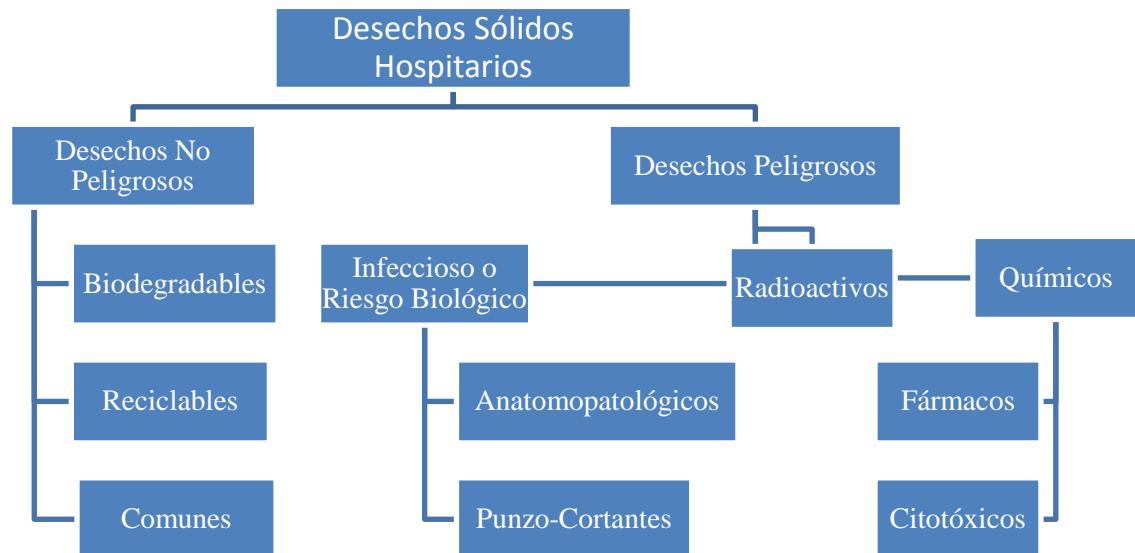 Desechos Sólidos
Hospitarios
Desechos No
Peligrosos
Desechos Peligrosos
Biodegradables
Infeccioso o
Riesgo Biológico
Radioactivos
Químicos
Reciclables
Anatomopatológicos
Fármacos
Comunes
Punzo-Cortantes
Citotóxicos